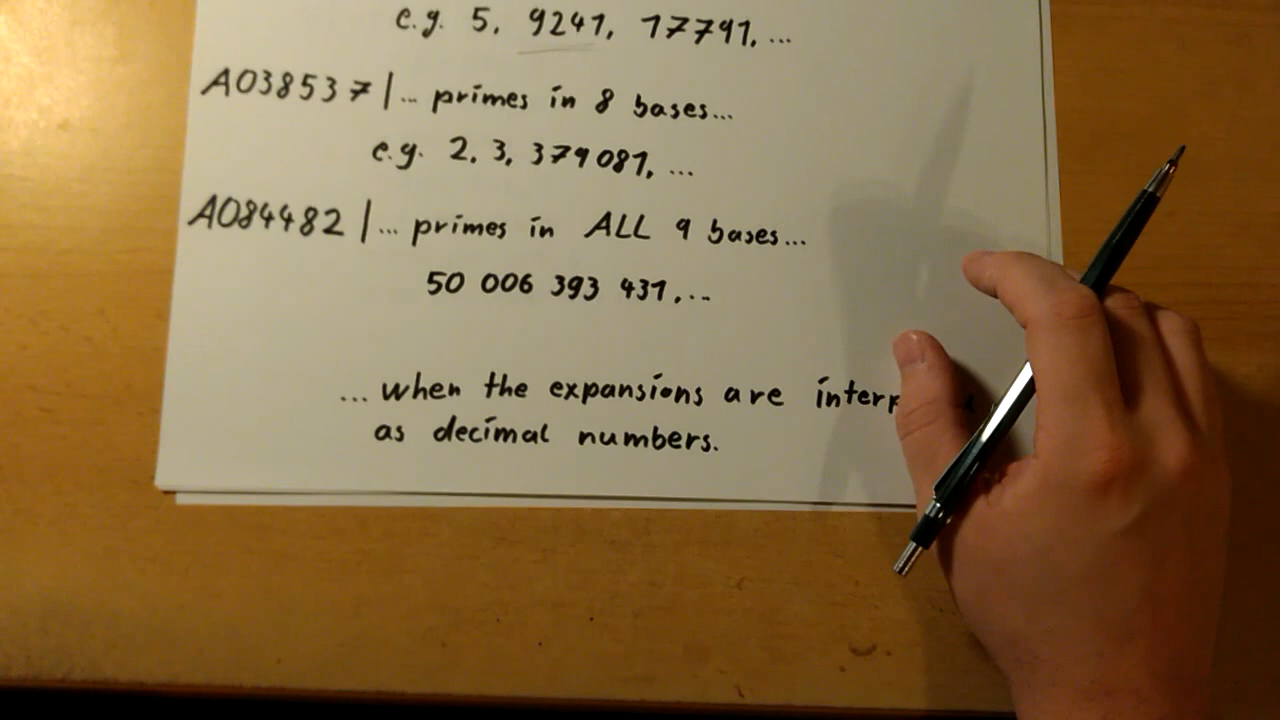 e.g. 5, 9241, 17791, ...
A038537 | ... primes in 8 bases...
e.g. 2, 3, 379081, ...
A084482 | ... primes in ALL 9 bases...
50 006 393 431, ...
... when the expansions are
as decimal numbers.